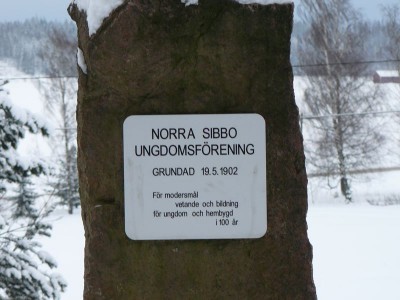 NORRA SIBBO
UNGDOMSFÖRENING
GRUNDAD 19.5.1902
För modersmål
vetande och bildning
för ungdom och hembygd
i 100 år